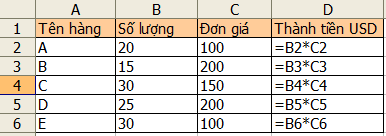 A B C D
1 Tên hàng Số lượng Đơn giá Thành tiền USD
2 A 20 100 =B2*C2
3 B 15 200 =B3*C3
4 C 30 150 =B4*C4
5 D 25 200 =B5*C5
6 E 30 100 =B6*C6